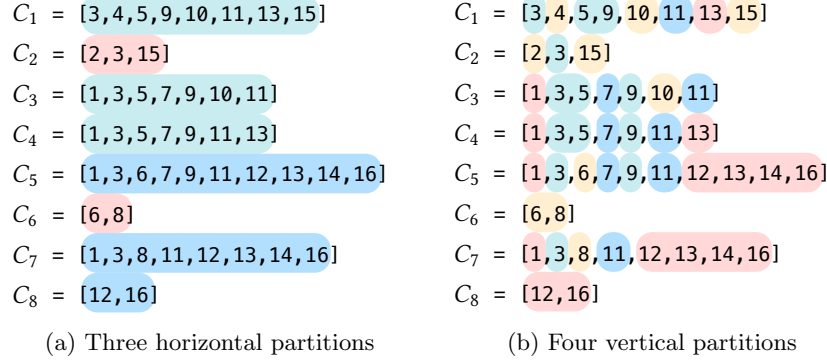 C1 = [3,4,5,9,10,11,13,15]
C2 = [2,3,15]
C3 = [1,3,5,7,9,10,11]
C4 = [1,3,5,7,9,11,13]
C5 = [1,3,6,7,9,11,12,13,14,16]
C6 = [6,8]
C7 = [1,3,8,11,12,13,14,16]
C8 = [12,16]
(a) Three horizontal partitions
C1 = [3,4,5,9,10,11,13,15]
C2 = [2,3,15]
C3 = [1,3,5,7,9,10,11]
C4 = [1,3,5,7,9,11,13]
C5 = [1,3,6,7,9,11,12,13,14,16]
C6 = [6,8]
C7 = [1,3,8,11,12,13,14,16]
C8 = [12,16]
(b) Four vertical partitions